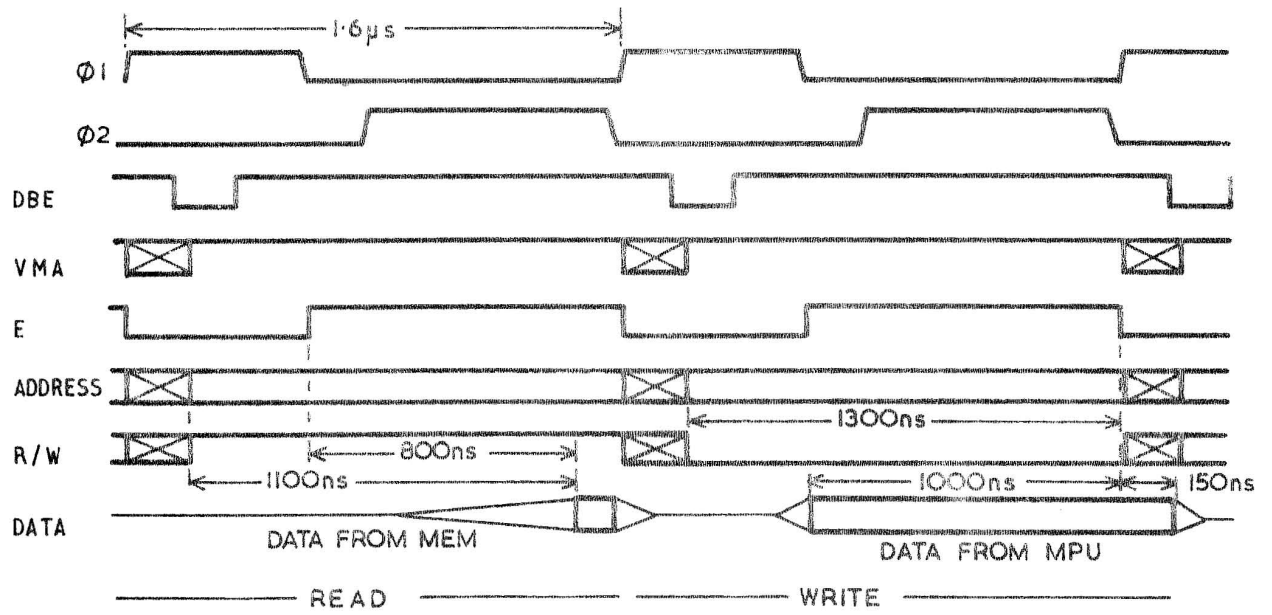 1.6µs
Ø1
Ø2
DBE
VMA
E
ADDRESS
1300ns
R/W
800ns
1100ns
1000ns
150ns
DATA
DATA FROM MEM
DATA FROM MPU
READ
WRITE